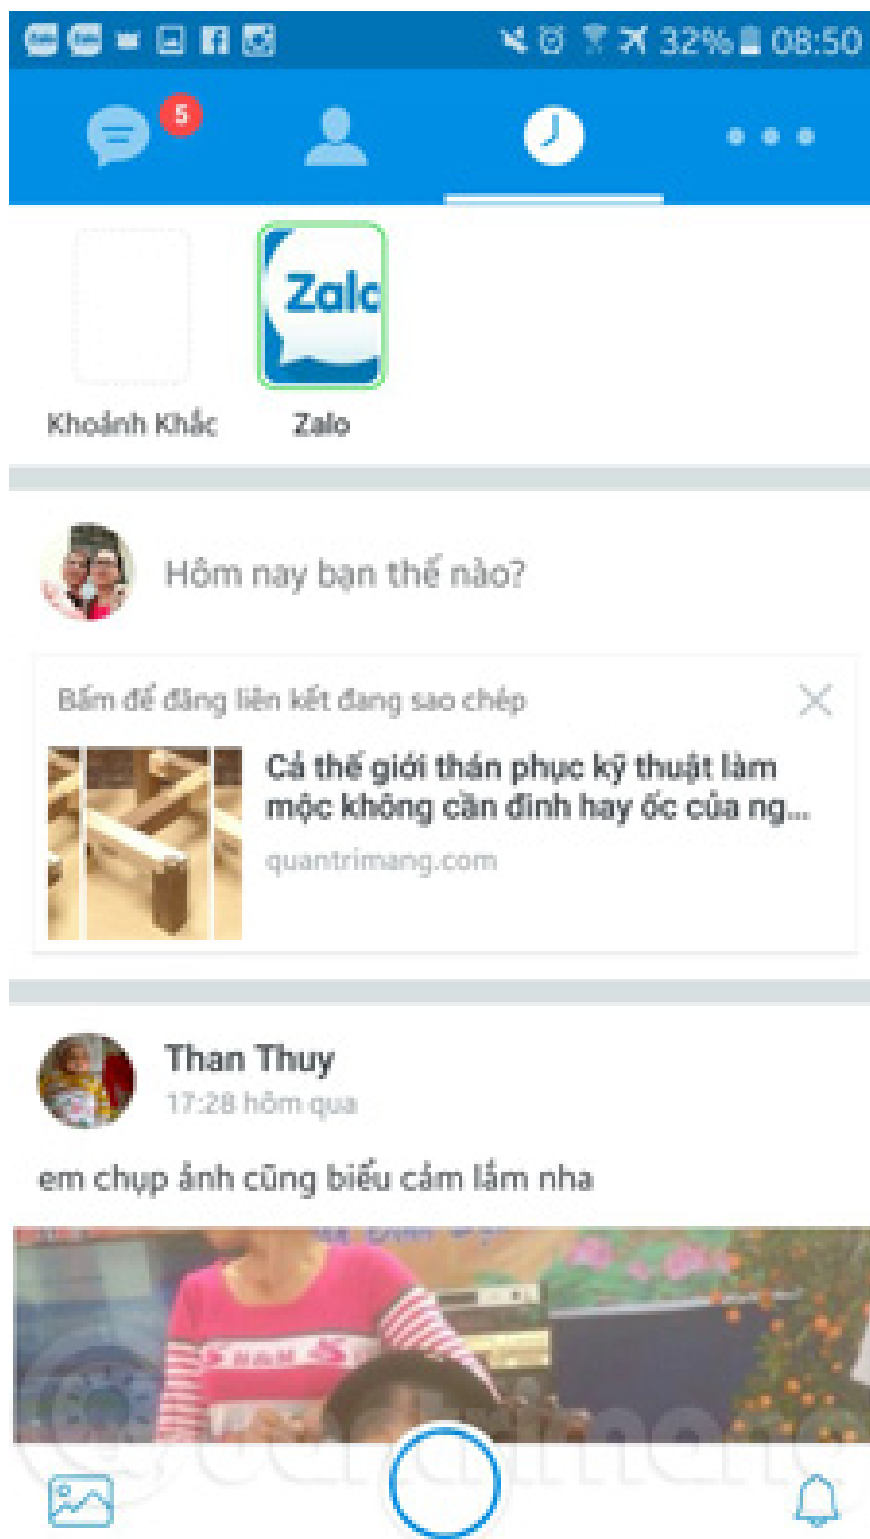 32% 08:50
5
Zalo
Khoảnh Khắc
Zalo
Hôm nay bạn thế nào?
Bấm để đăng liên kết đang sao chép
Cả thế giới thán phục kỹ thuật làm
mộc không cần đinh hay ốc của ng...
quantrimang.com
Than Thuy
17:28 hôm qua
em chụp ảnh cũng biểu cảm lắm nha
quantrimang